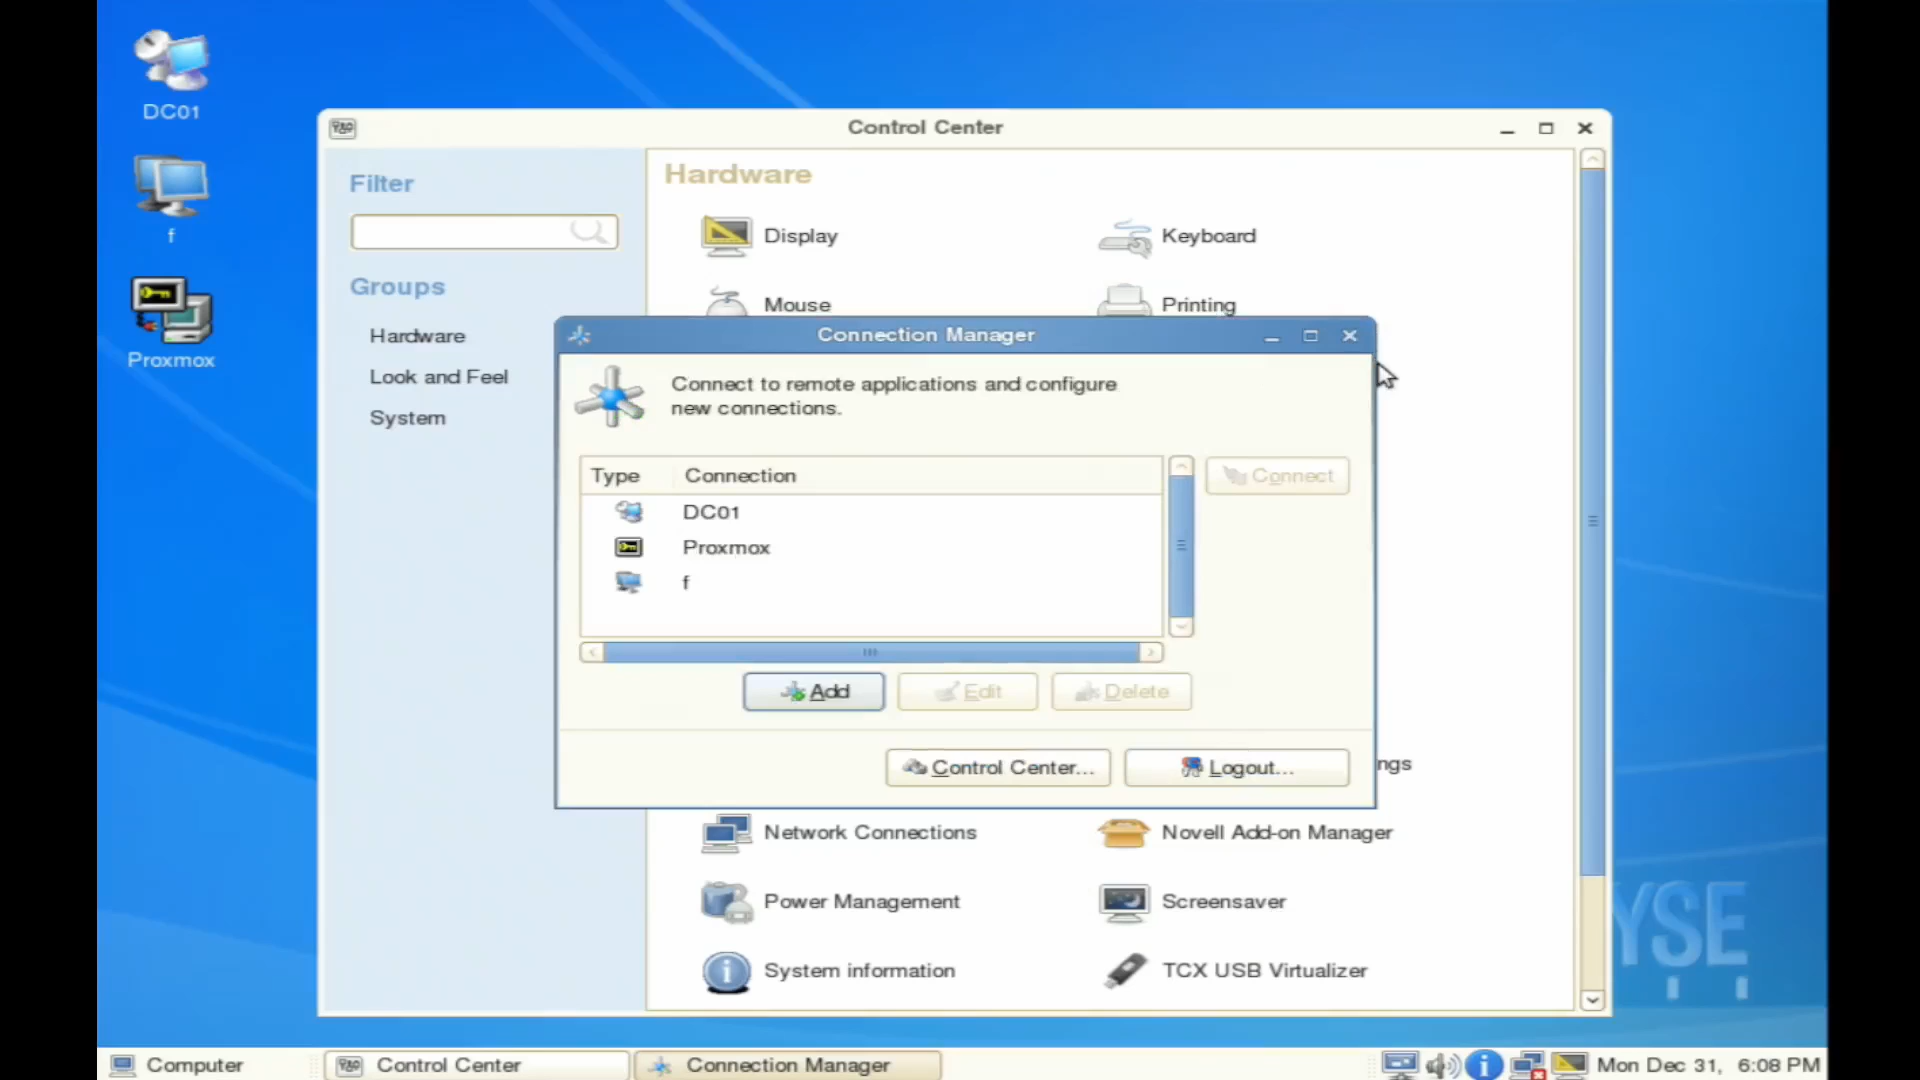 DC01
f
Proxmox
Control Center
Filter
Groups
Hardware
Look and Feel
System
Hardware
Display
Keyboard
Mouse
Printing
Connection Manager
Connect to remote applications and configure
new connections.
Type Connection
DC01
Proxmox
f
Connect
Add
Edit
Delete
Control Center...
Logout...
ngs
Network Connections
Novell Add-on Manager
Power Management
Screensaver
System information
TCX USB Virtualizer
YSE
Computer
Control Center
Connection Manager
Mon Dec 31, 6:08 PM